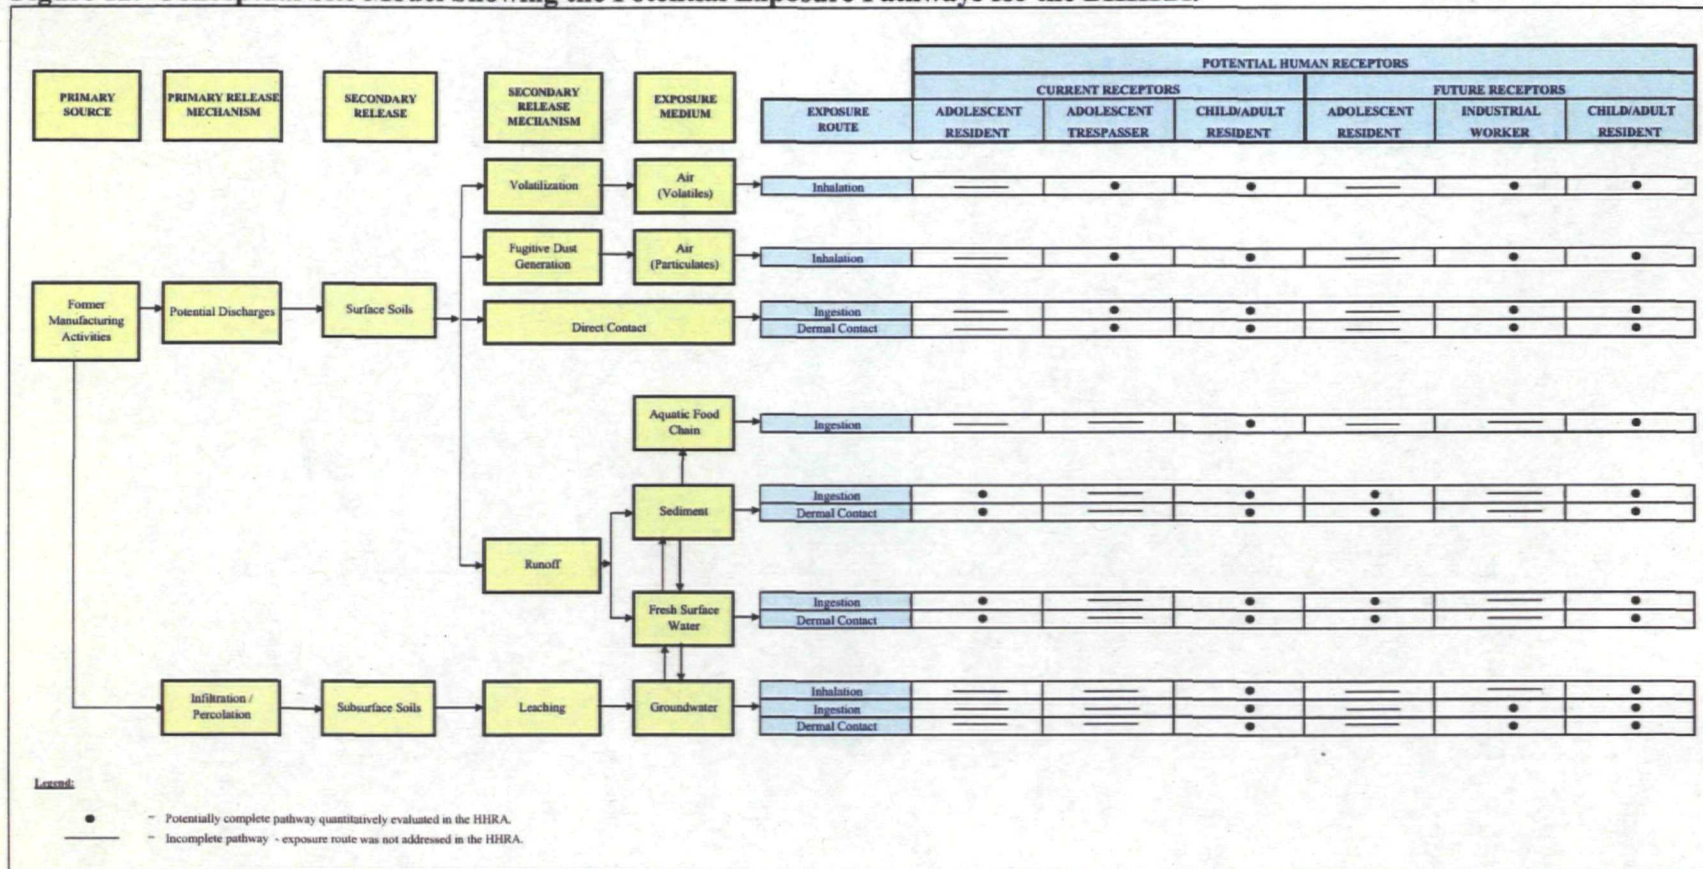 POTENTIAL HUMAN RECEPTORS
CURRENT RECEPTORS FUTURE RECEPTORS
PRIMARY SOURCE
PRIMARY RELEASE MECHANISM
SECONDARY RELEASE
SECONDARY RELEASE MECHANISM
EXPOSURE MEDIUM
EXPOSURE ROUTE
ADOLESCENT RESIDENT
ADOLESCENT TRESPASSER
CHILD/ADULT RESIDENT
ADOLESCENT RESIDENT
INDUSTRIAL WORKER
CHILD/ADULT RESIDENT
Volatilization
Air
(Volatiles)
Inhalation
Fugitive Dust
Generation
Air
(Particulates)
Inhalation
Former
Manufacturing
Activities
Potential Discharges
Surface Soils
Direct Contact
Ingestion
Dermal Contact
Aquatic Food
Chain
Ingestion
Sediment
Ingestion
Dermal Contact
Runoff
Fresh Surface
Water
Ingestion
Dermal Contact
Infiltration /
Percolation
Subsurface Soils
Leaching
Groundwater
Inhalation
Ingestion
Dermal Contact
Legend:
● - Potentially complete pathway quantitatively evaluated in the HHRA.
—— - Incomplete pathway - exposure route was not addressed in the HHRA.